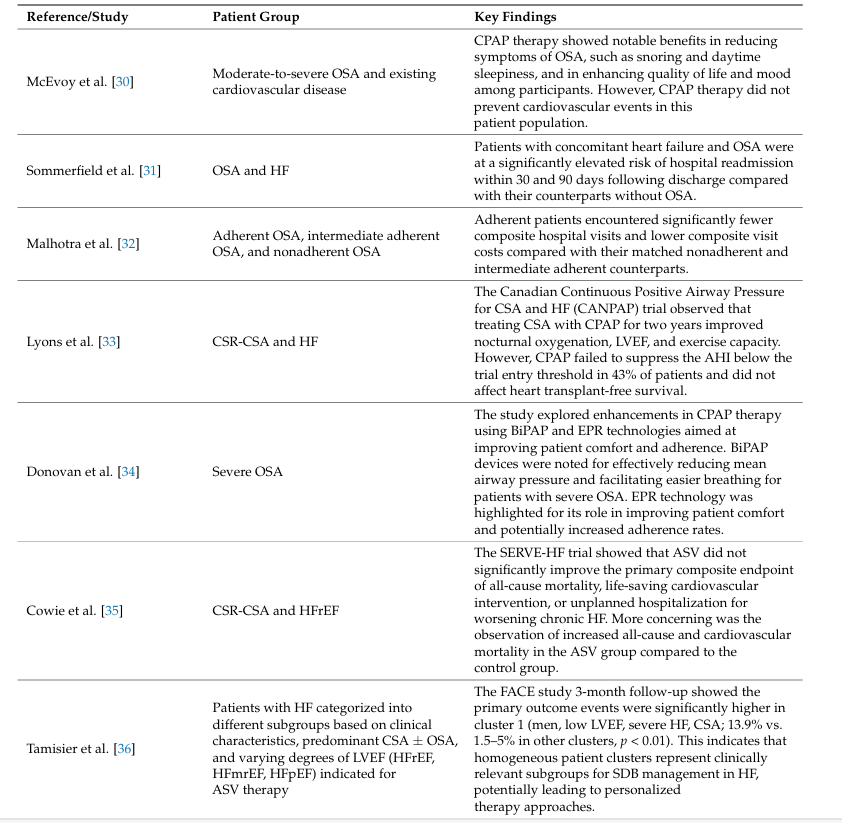 Reference/Study Patient Group Key Findings
McEvoy et al. [30]
Moderate-to-severe OSA and existing
cardiovascular disease
CPAP therapy showed notable benefits in reducing
symptoms of OSA, such as snoring and daytime
sleepiness, and in enhancing quality of life and mood
among participants. However, CPAP therapy did not
prevent cardiovascular events in this
patient population.
Sommerfield et al. [31]
OSA and HF
Patients with concomitant heart failure and OSA were
at a significantly elevated risk of hospital readmission
within 30 and 90 days following discharge compared
with their counterparts without OSA.
Malhotra et al. [32]
Adherent OSA, intermediate adherent
OSA, and nonadherent OSA
Adherent patients encountered significantly fewer
composite hospital visits and lower composite visit
costs compared with their matched nonadherent and
intermediate adherent counterparts.
Lyons et al. [33]
CSR-CSA and HF
The Canadian Continuous Positive Airway Pressure
for CSA and HF (CANPAP) trial observed that
treating CSA with CPAP for two years improved
nocturnal oxygenation, LVEF, and exercise capacity.
However, CPAP failed to suppress the AHI below the
trial entry threshold in 43% of patients and did not
affect heart transplant-free survival.
Donovan et al. [34]
Severe OSA
The study explored enhancements in CPAP therapy
using BiPAP and EPR technologies aimed at
improving patient comfort and adherence. BiPAP
devices were noted for effectively reducing mean
airway pressure and facilitating easier breathing for
patients with severe OSA. EPR technology was
highlighted for its role in improving patient comfort
and potentially increased adherence rates.
Cowie et al. [35]
CSR-CSA and HFrEF
The SERVE-HF trial showed that ASV did not
significantly improve the primary composite endpoint
of all-cause mortality, life-saving cardiovascular
intervention, or unplanned hospitalization for
worsening chronic HF. More concerning was the
observation of increased all-cause and cardiovascular
mortality in the ASV group compared to the
control group.
Tamisier et al. [36]
Patients with HF categorized into
different subgroups based on clinical
characteristics, predominant CSA ± OSA,
and varying degrees of LVEF (HFrEF,
HFmrEF, HFpEF) indicated for
ASV therapy
The FACE study 3-month follow-up showed the
primary outcome events were significantly higher in
cluster 1 (men, low LVEF, severe HF, CSA; 13.9% vs.
1.5–5% in other clusters, p < 0.01). This indicates that
homogeneous patient clusters represent clinically
relevant subgroups for SDB management in HF,
potentially leading to personalized
therapy approaches.